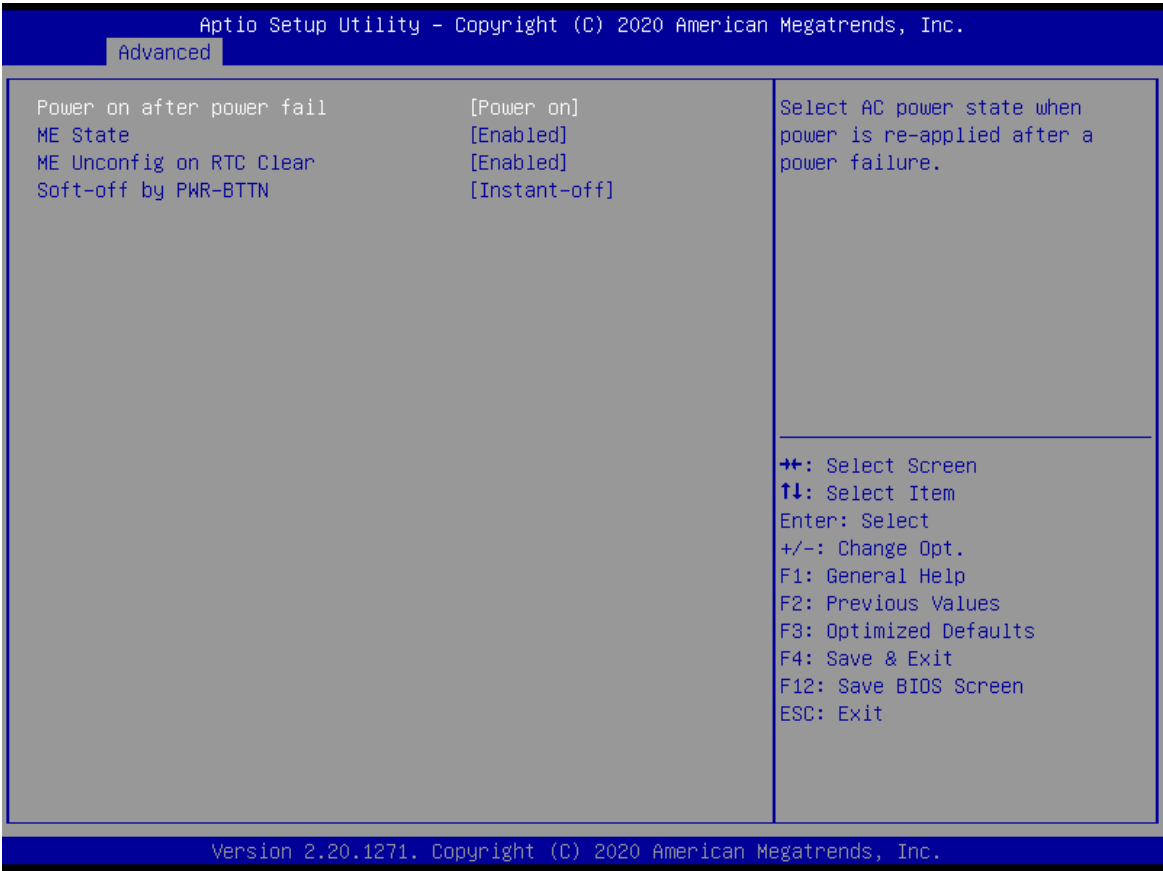 Aptio Setup Utility – Copyright (C) 2020 American Megatrends, Inc.
Advanced
Power on after power fail [Power on]
ME State [Enabled]
ME Unconfig on RTC Clear [Enabled]
Soft-off by PWR-BTTN [Instant-off]
Select AC power state when
power is re-applied after a
power failure.
→←: Select Screen
↑↓: Select Item
Enter: Select
+/-: Change Opt.
F1: General Help
F2: Previous Values
F3: Optimized Defaults
F4: Save & Exit
F12: Save BIOS Screen
ESC: Exit
Version 2.20.1271. Copyright (C) 2020 American Megatrends, Inc.